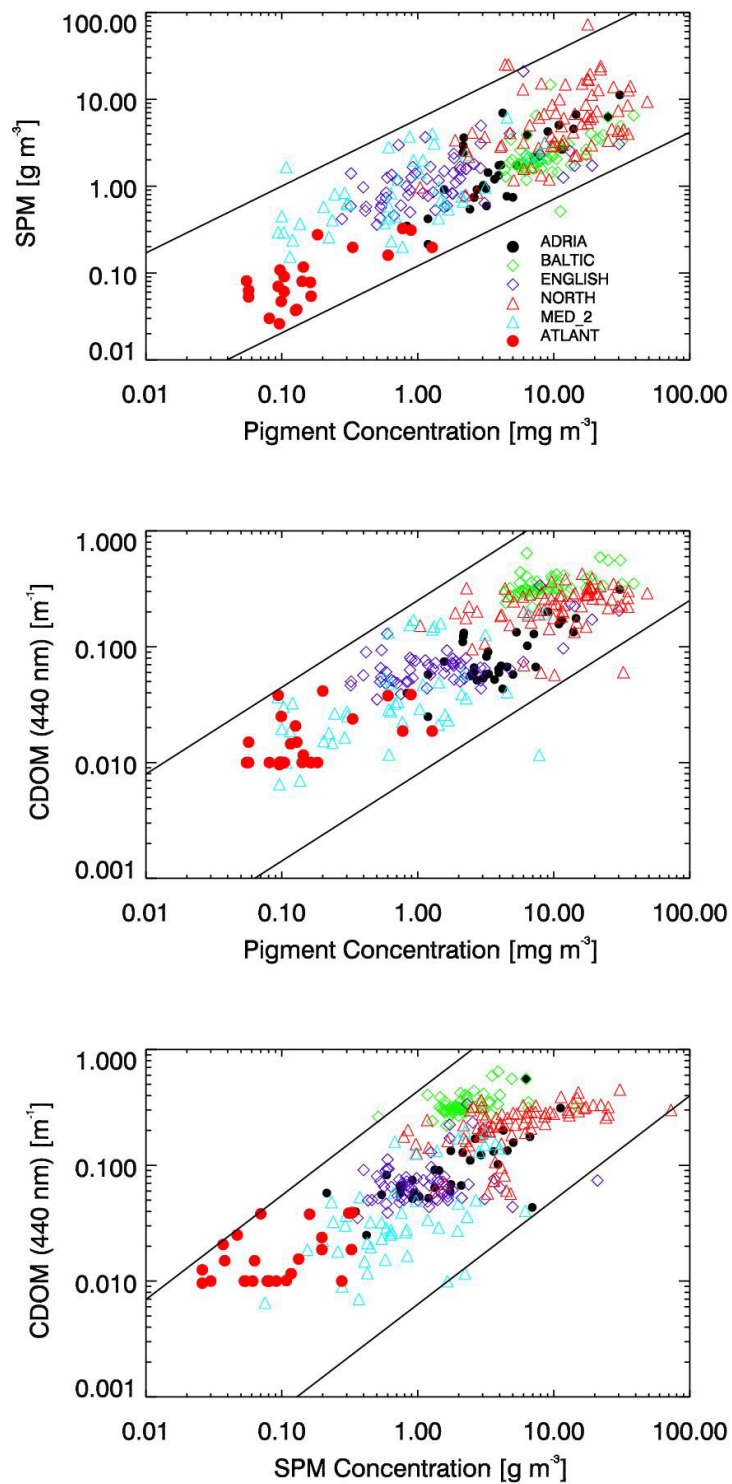 100.00
10.00
1.00
0.10
0.01
SPM [g m⁻³]
ADRIA
BALTIC
ENGLISH
NORTH
MED_2
ATLANT
0.01 0.10 1.00 10.00 100.00
Pigment Concentration [mg m⁻³]
1.000
0.100
0.010
0.001
CDOM (440 nm) [m⁻¹]
0.01 0.10 1.00 10.00 100.00
Pigment Concentration [mg m⁻³]
1.000
0.100
0.010
0.001
CDOM (440 nm) [m⁻¹]
0.01 0.10 1.00 10.00 100.00
SPM Concentration [g m⁻³]